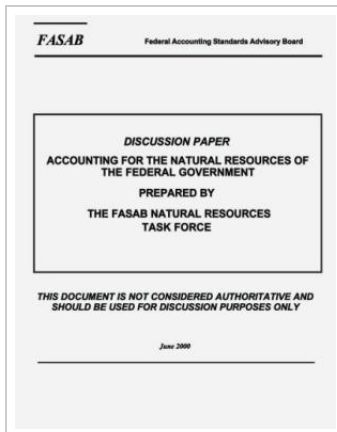 FASAB
Federal Accounting Standards Advisory Board
DISCUSSION PAPER
ACCOUNTING FOR THE NATURAL RESOURCES OF
THE FEDERAL GOVERNMENT
PREPARED BY
THE FASAB NATURAL RESOURCES
TASK FORCE
THIS DOCUMENT IS NOT CONSIDERED AUTHORITATIVE AND
SHOULD BE USED FOR DISCUSSION PURPOSES ONLY
June 2000